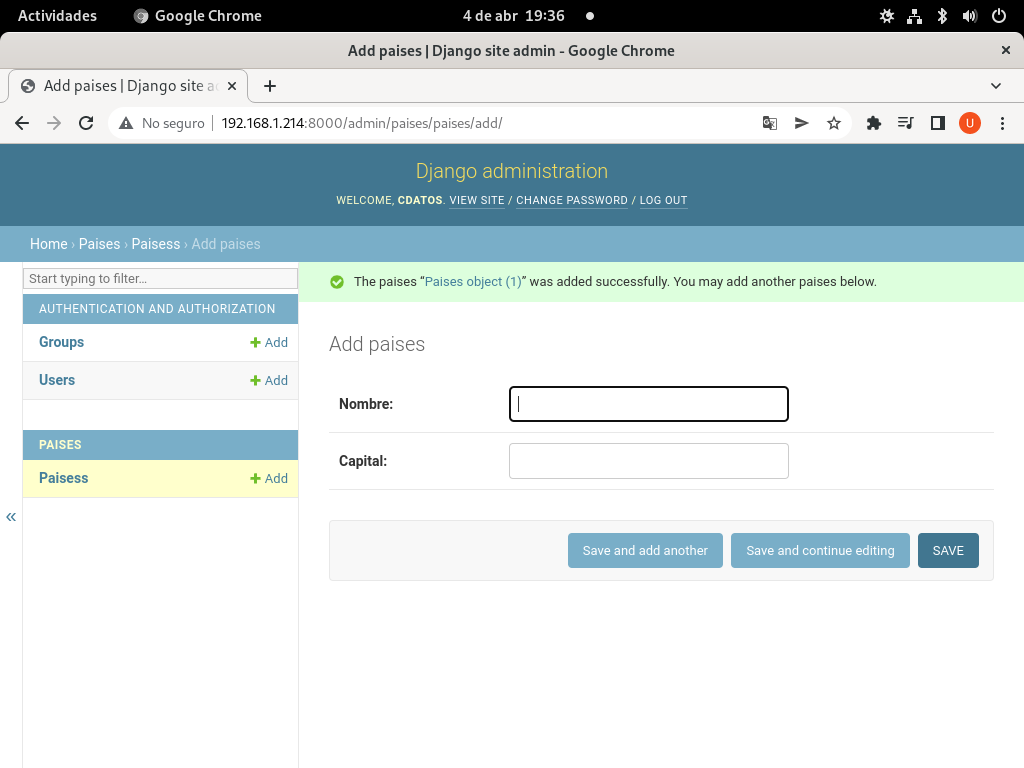 Actividades Google Chrome 4 de abr 19:36
Add paises | Django site admin - Google Chrome
Add paises | Django site ad
No seguro 192.168.1.214:8000/admin/paises/paises/add/ U
Django administration
WELCOME, CDATOS. VIEW SITE / CHANGE PASSWORD / LOG OUT
Home › Paises › Paisess › Add paises
Start typing to filter...
The paises “Paises object (1)” was added successfully. You may add another paises below.
AUTHENTICATION AND AUTHORIZATION
Groups Add
Users Add
PAISES
Paisess Add
«
Add paises
Nombre:
Capital:
Save and add another Save and continue editing SAVE